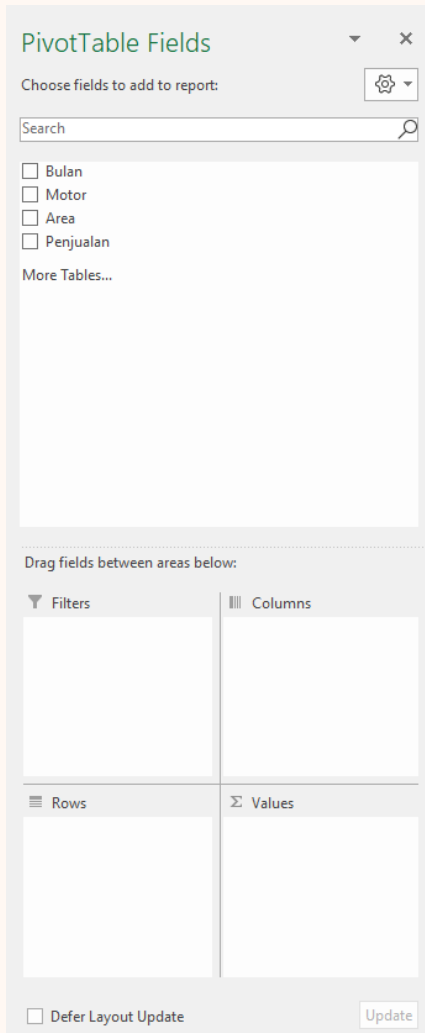 PivotTable Fields
Choose fields to add to report:
Search
Bulan
Motor
Area
Penjualan
More Tables...
Drag fields between areas below:
Filters
Columns
Rows
Σ Values
Defer Layout Update
Update